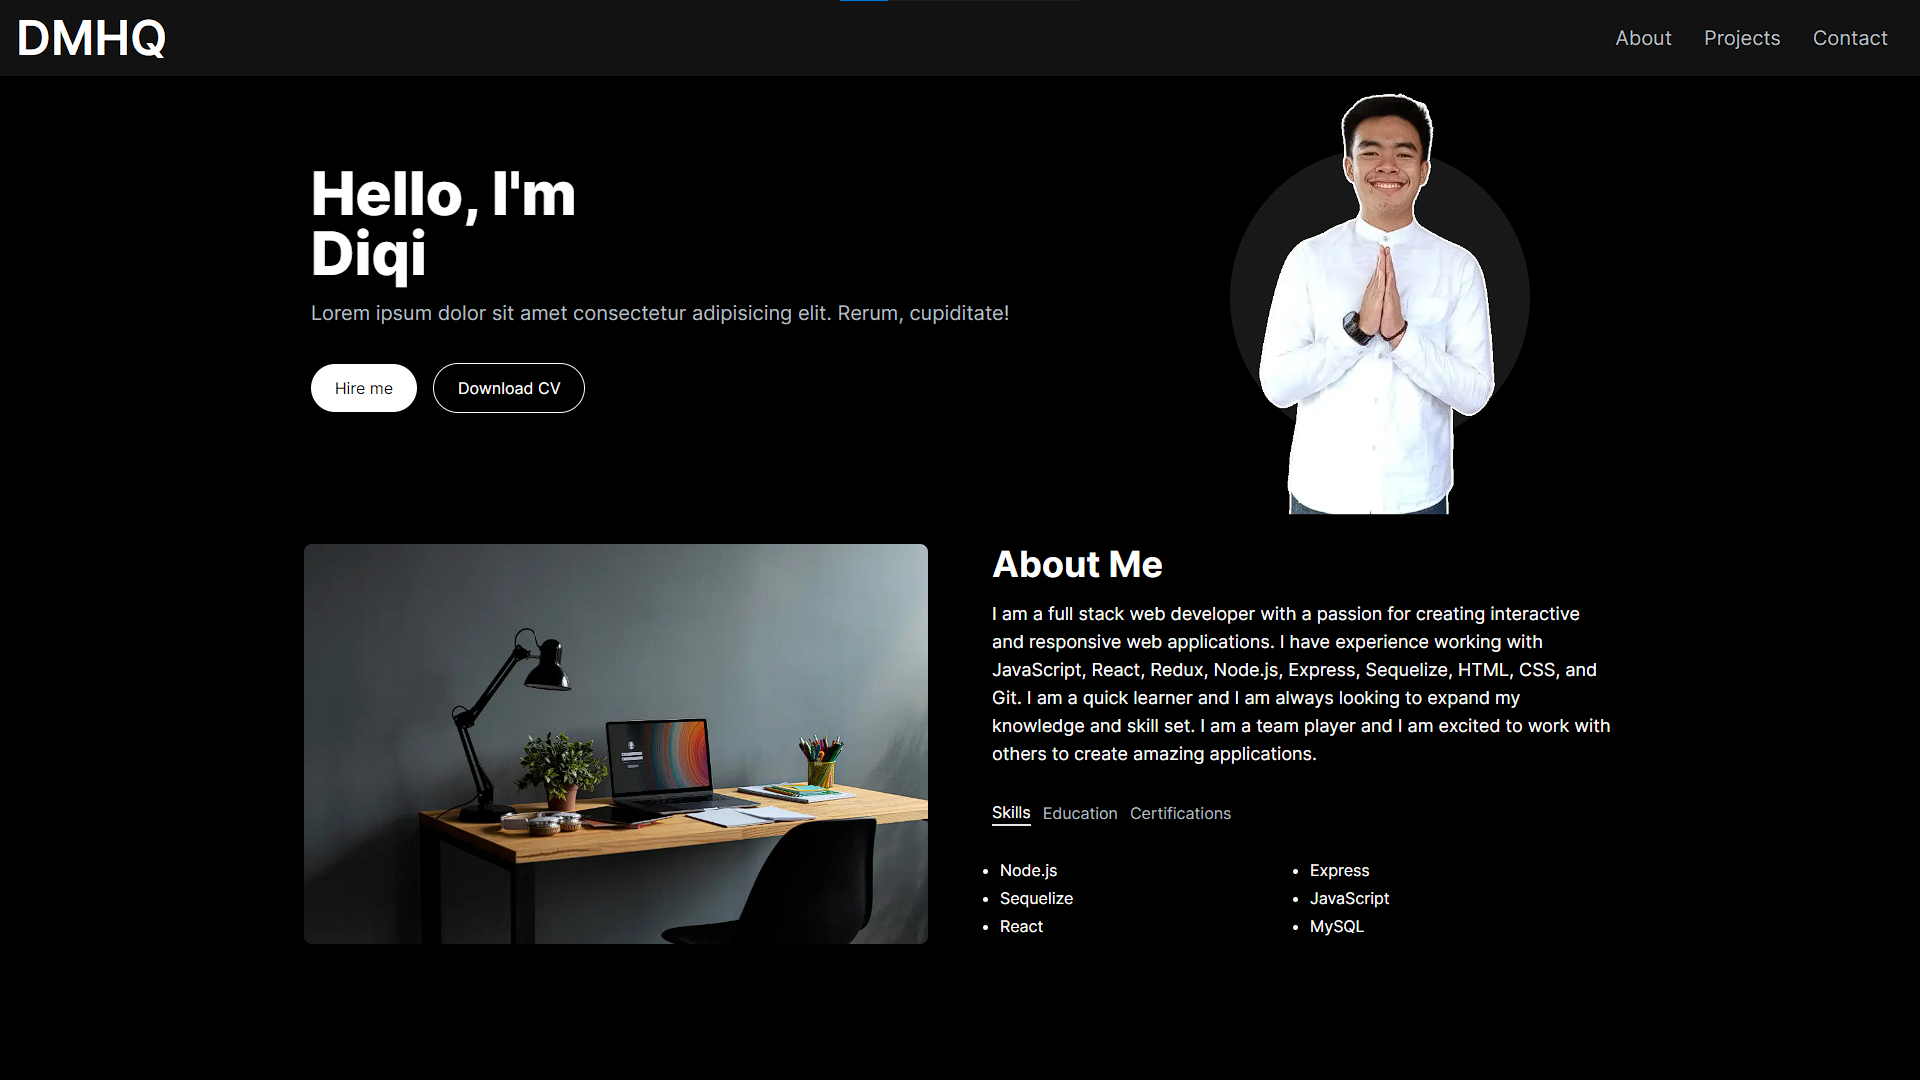 DMHQ
About Projects Contact
Hello, I'm
Diqi
Lorem ipsum dolor sit amet consectetur adipisicing elit. Rerum, cupiditate!
Hire me Download CV
About Me
I am a full stack web developer with a passion for creating interactive
and responsive web applications. I have experience working with
JavaScript, React, Redux, Node.js, Express, Sequelize, HTML, CSS, and
Git. I am a quick learner and I am always looking to expand my
knowledge and skill set. I am a team player and I am excited to work with
others to create amazing applications.
Skills Education Certifications
• Node.js
• Sequelize
• React
• Express
• JavaScript
• MySQL